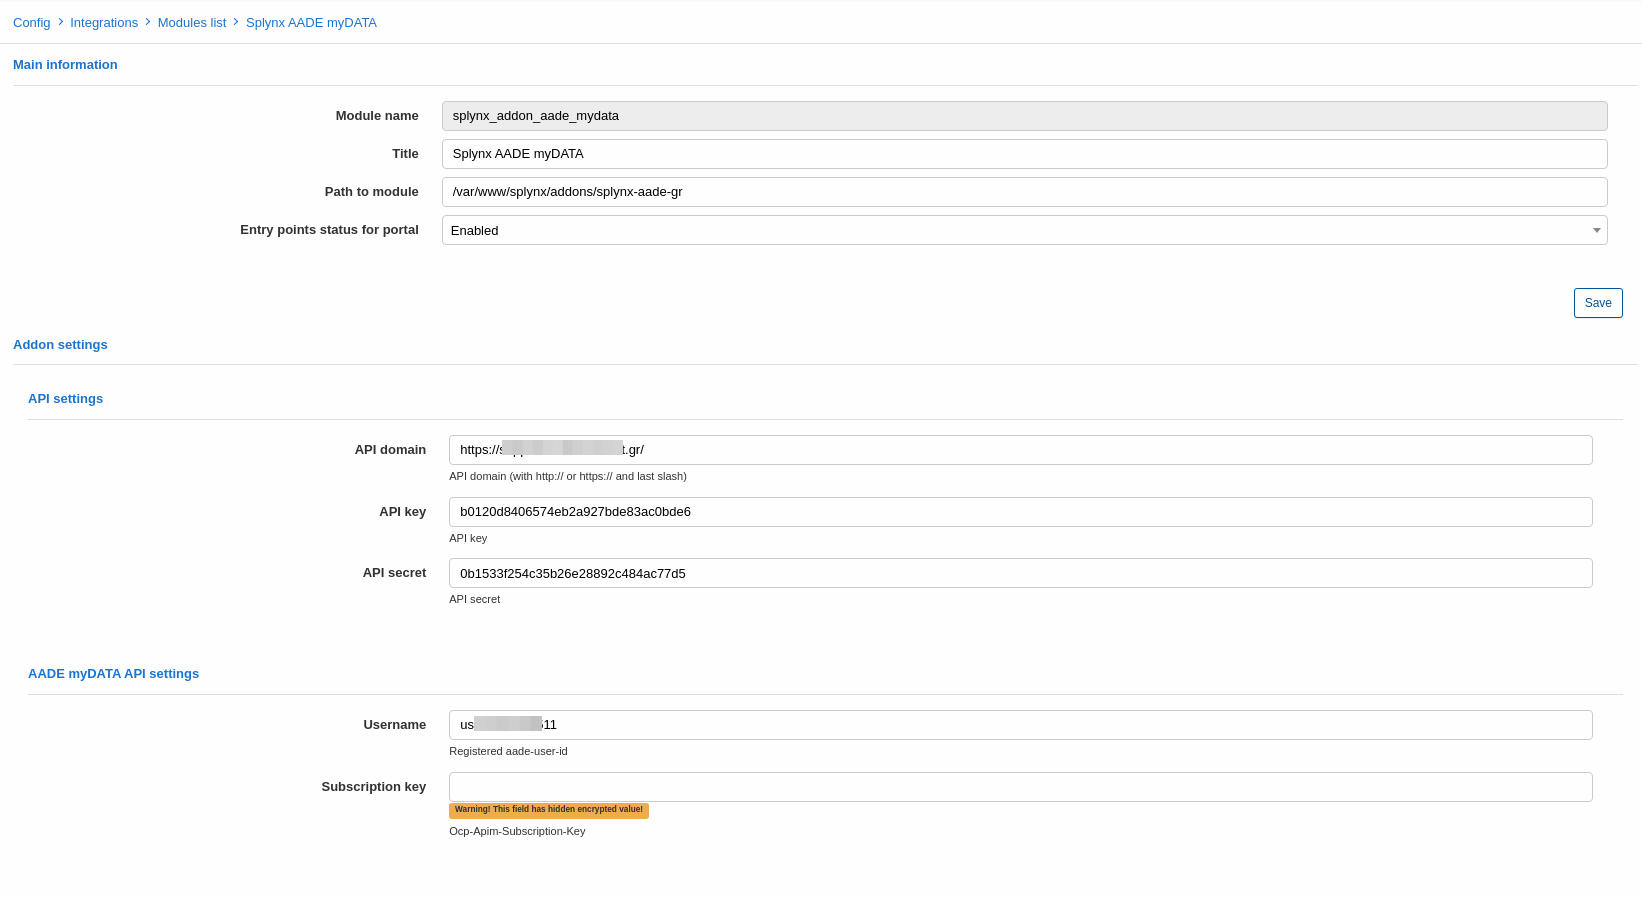 Config > Integrations > Modules list > Splynx AADE myDATA
Main information
Module name splynx_addon_aade_mydata
Title Splynx AADE myDATA
Path to module /var/www/splynx/addons/splynx-aade-gr
Entry points status for portal Enabled
Save
Addon settings
API settings
API domain https:// t.gr/
API domain (with http:// or https:// and last slash)
API key b0120d8406574eb2a927bde83ac0bde6
API key
API secret 0b1533f254c35b26e28892c484ac77d5
API secret
AADE myDATA API settings
Username us 11
Registered aade-user-id
Subscription key
Warning! This field has hidden encrypted value!
Ocp-Apim-Subscription-Key